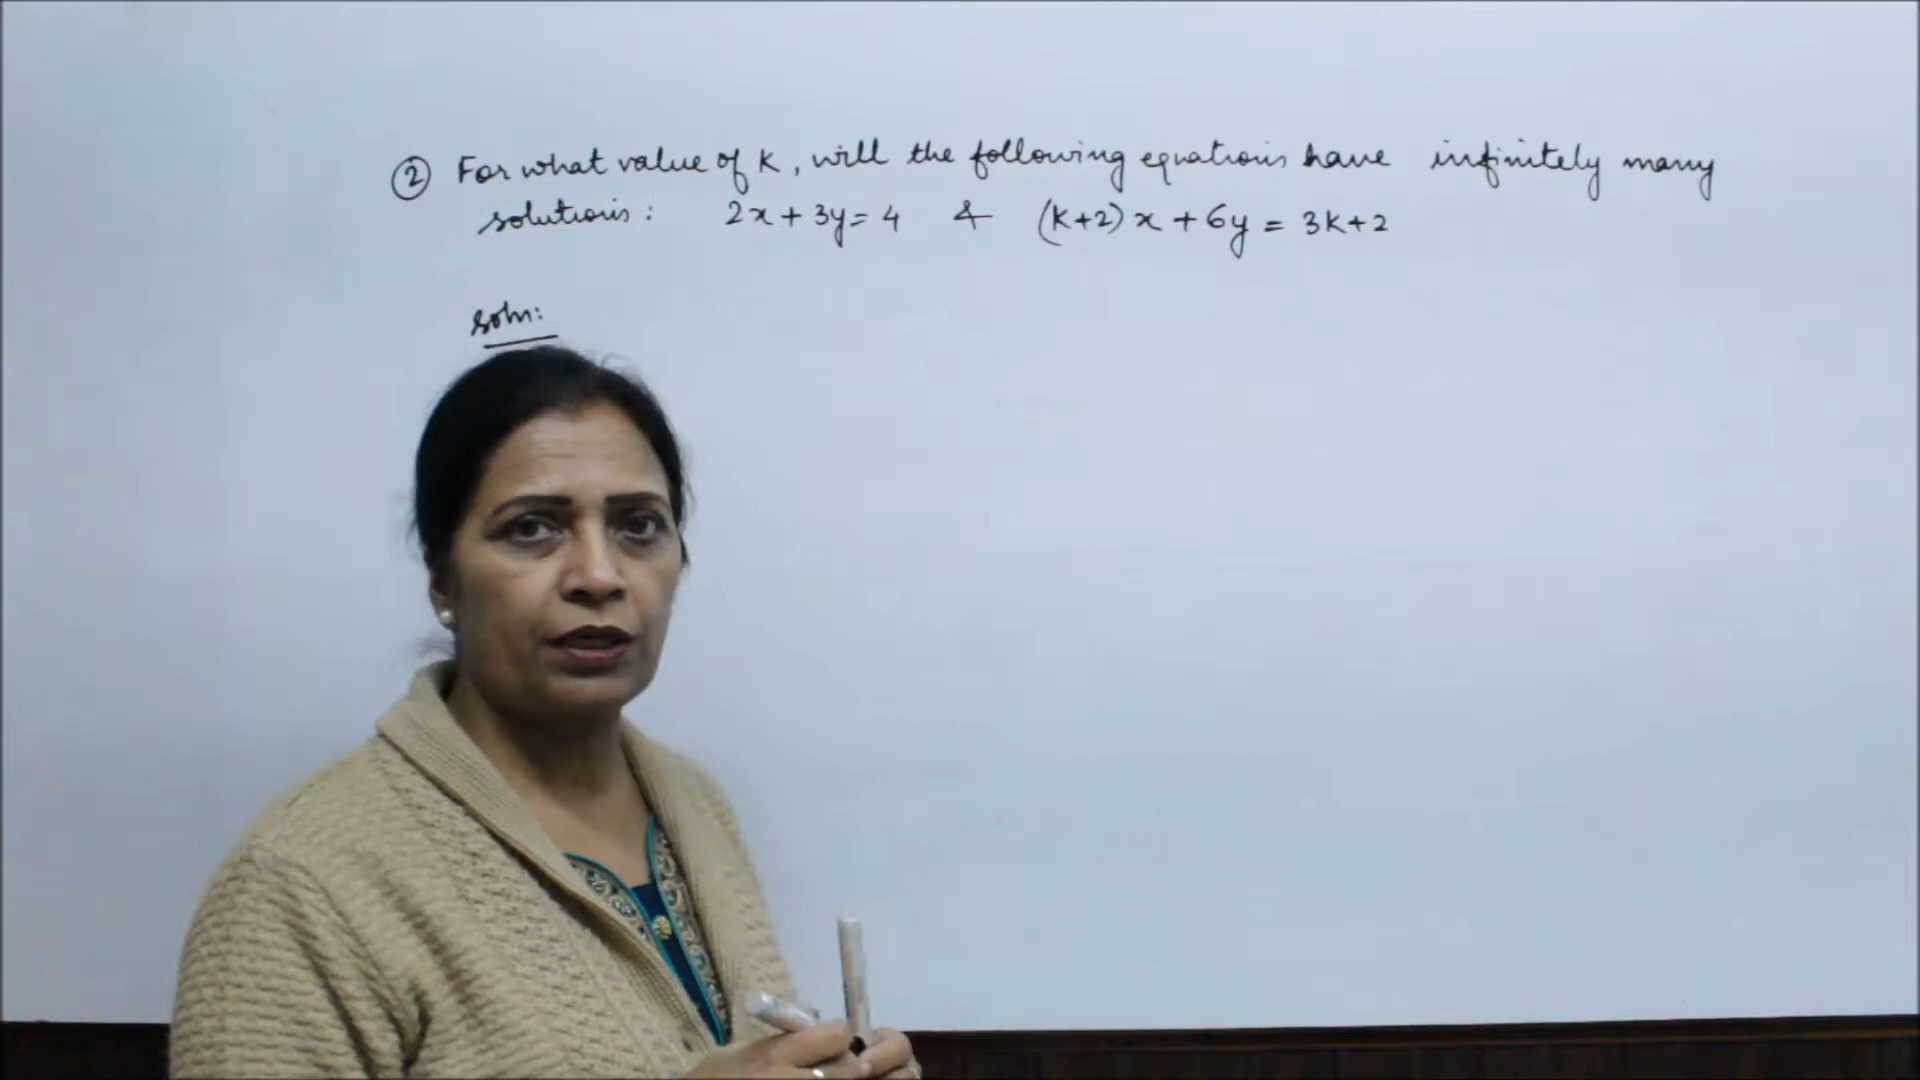 ② For what value of K, will the following equations have infinitely many
solutions: 2x + 3y = 4 & (K+2) x + 6y = 3K+2
soln: